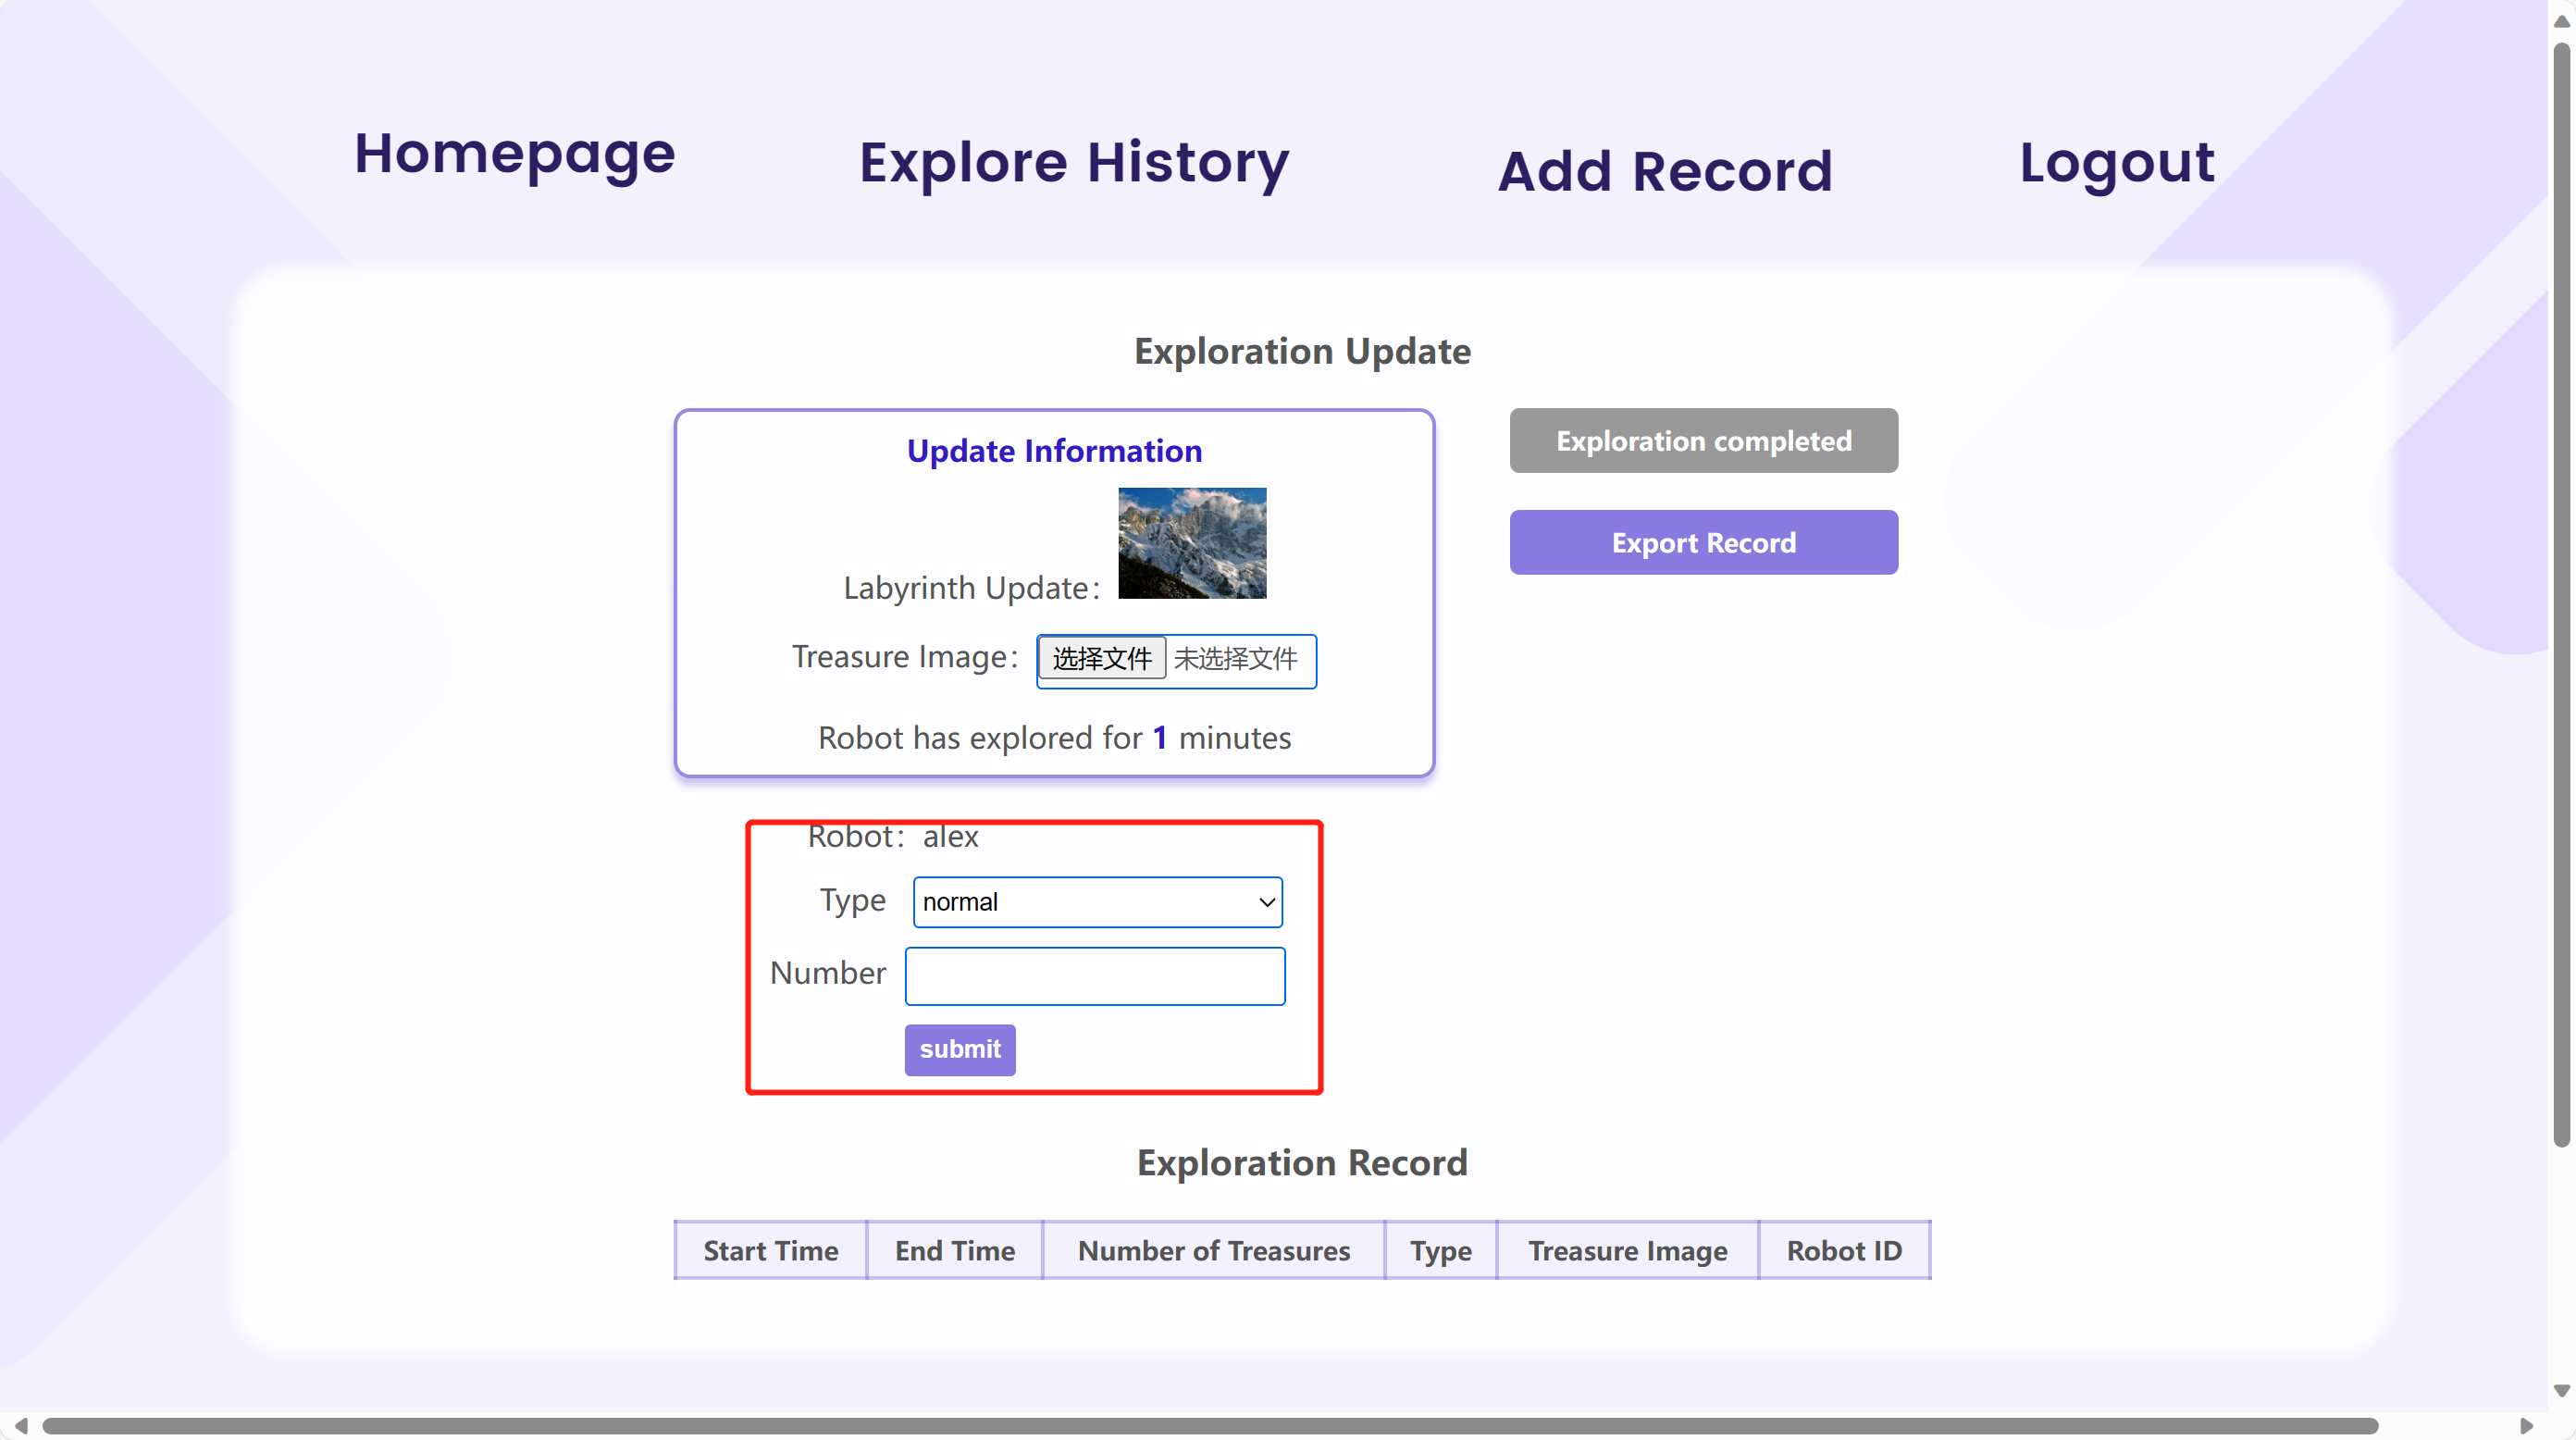 Homepage
Explore History
Add Record
Logout
Exploration Update
Update Information
Exploration completed
Export Record
Labyrinth Update：
Treasure Image： 选择文件 未选择文件
Robot has explored for 1 minutes
Robot： alex
Type normal
Number
submit
Exploration Record
Start Time End Time Number of Treasures Type Treasure Image Robot ID